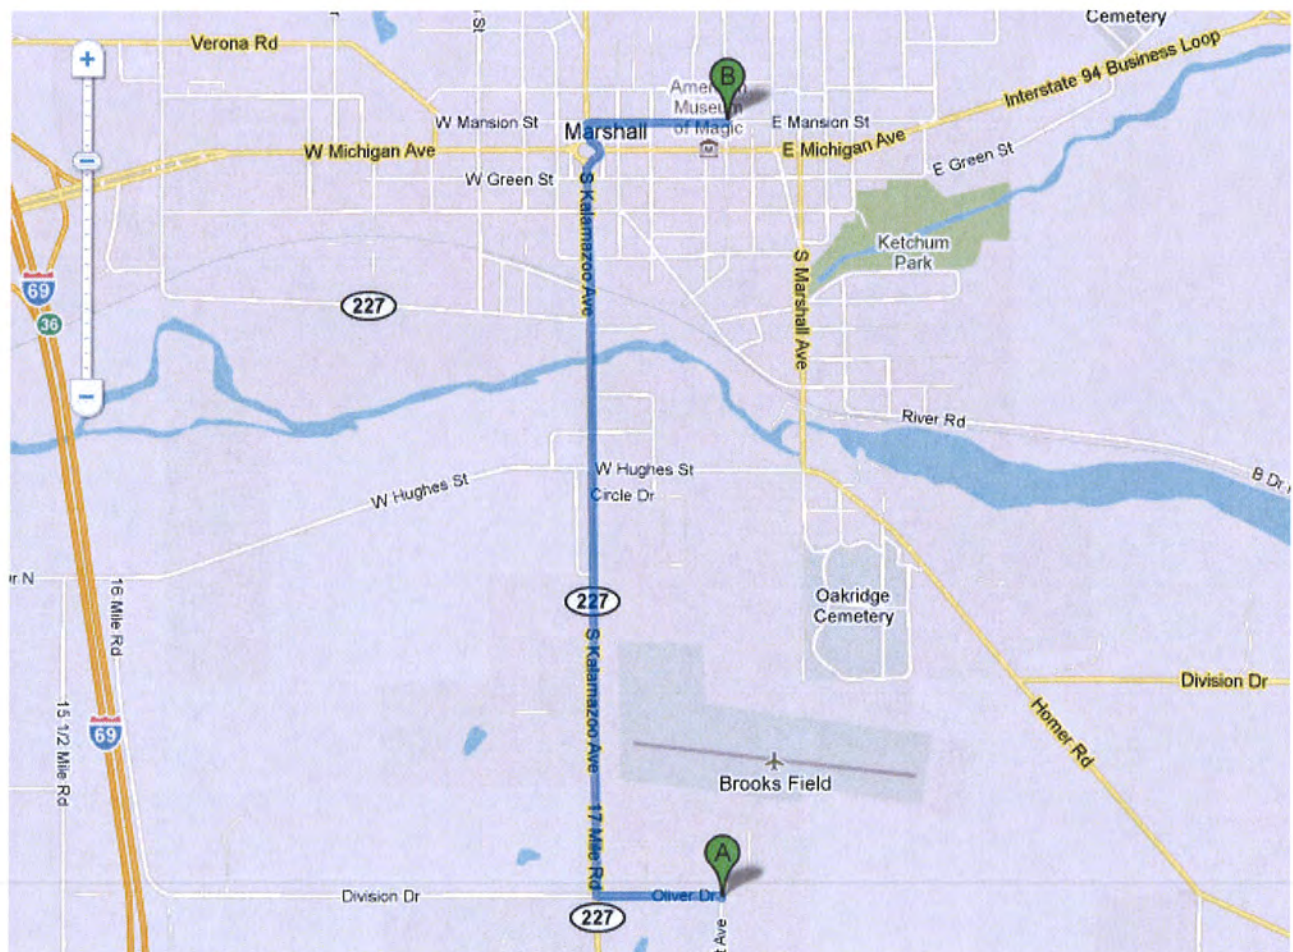 Cemetery
Verona Rd
St
Interstate 94 Business Loop
B
American
Museum
of Magic
W Mansion St
E Mansion St
Marshall
W Michigan Ave
E Michigan Ave
E Green St
W Green St
S Kalamazoo Ave
Ketchum
Park
S Marshall Ave
69
36
227
River Rd
B Dr
W Hughes St
W Hughes St
Circle Dr
r N
16 Mile Rd
227
Oakridge
Cemetery
S Kalamazoo Ave
Division Dr
15 1/2 Mile Rd
69
Homer Rd
Brooks Field
17 Mile Rd
A
Division Dr
Oliver Dr
227
t Ave